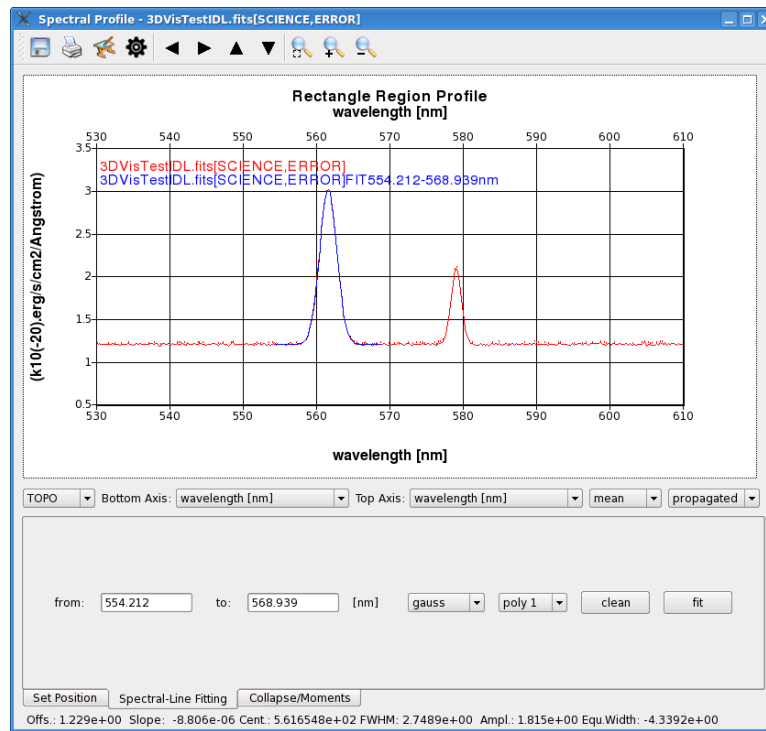 Spectral Profile - 3DVisTestIDL.fits[SCIENCE,ERROR]
Rectangle Region Profile
wavelength [nm]
530 540 550 560 570 580 590 600 610
3.5
3DVisTestIDL.fits[SCIENCE,ERROR]
3DVisTestIDL.fits[SCIENCE,ERROR]FIT554.212-568.939nm
3
2.5
2
1.5
1
0.5
(k10(-20),erg/s/cm2/Angstrom)
530 540 550 560 570 580 590 600 610
wavelength [nm]
TOPO Bottom Axis: wavelength [nm] Top Axis: wavelength [nm] mean propagated
from: 554.212 to: 568.939 [nm] gauss poly 1 clean fit
Set Position Spectral-Line Fitting Collapse/Moments
Offs.: 1.229e+00 Slope: -8.806e-06 Cent.: 5.616548e+02 FWHM: 2.7489e+00 Ampl.: 1.815e+00 Equ.Width: -4.3392e+00